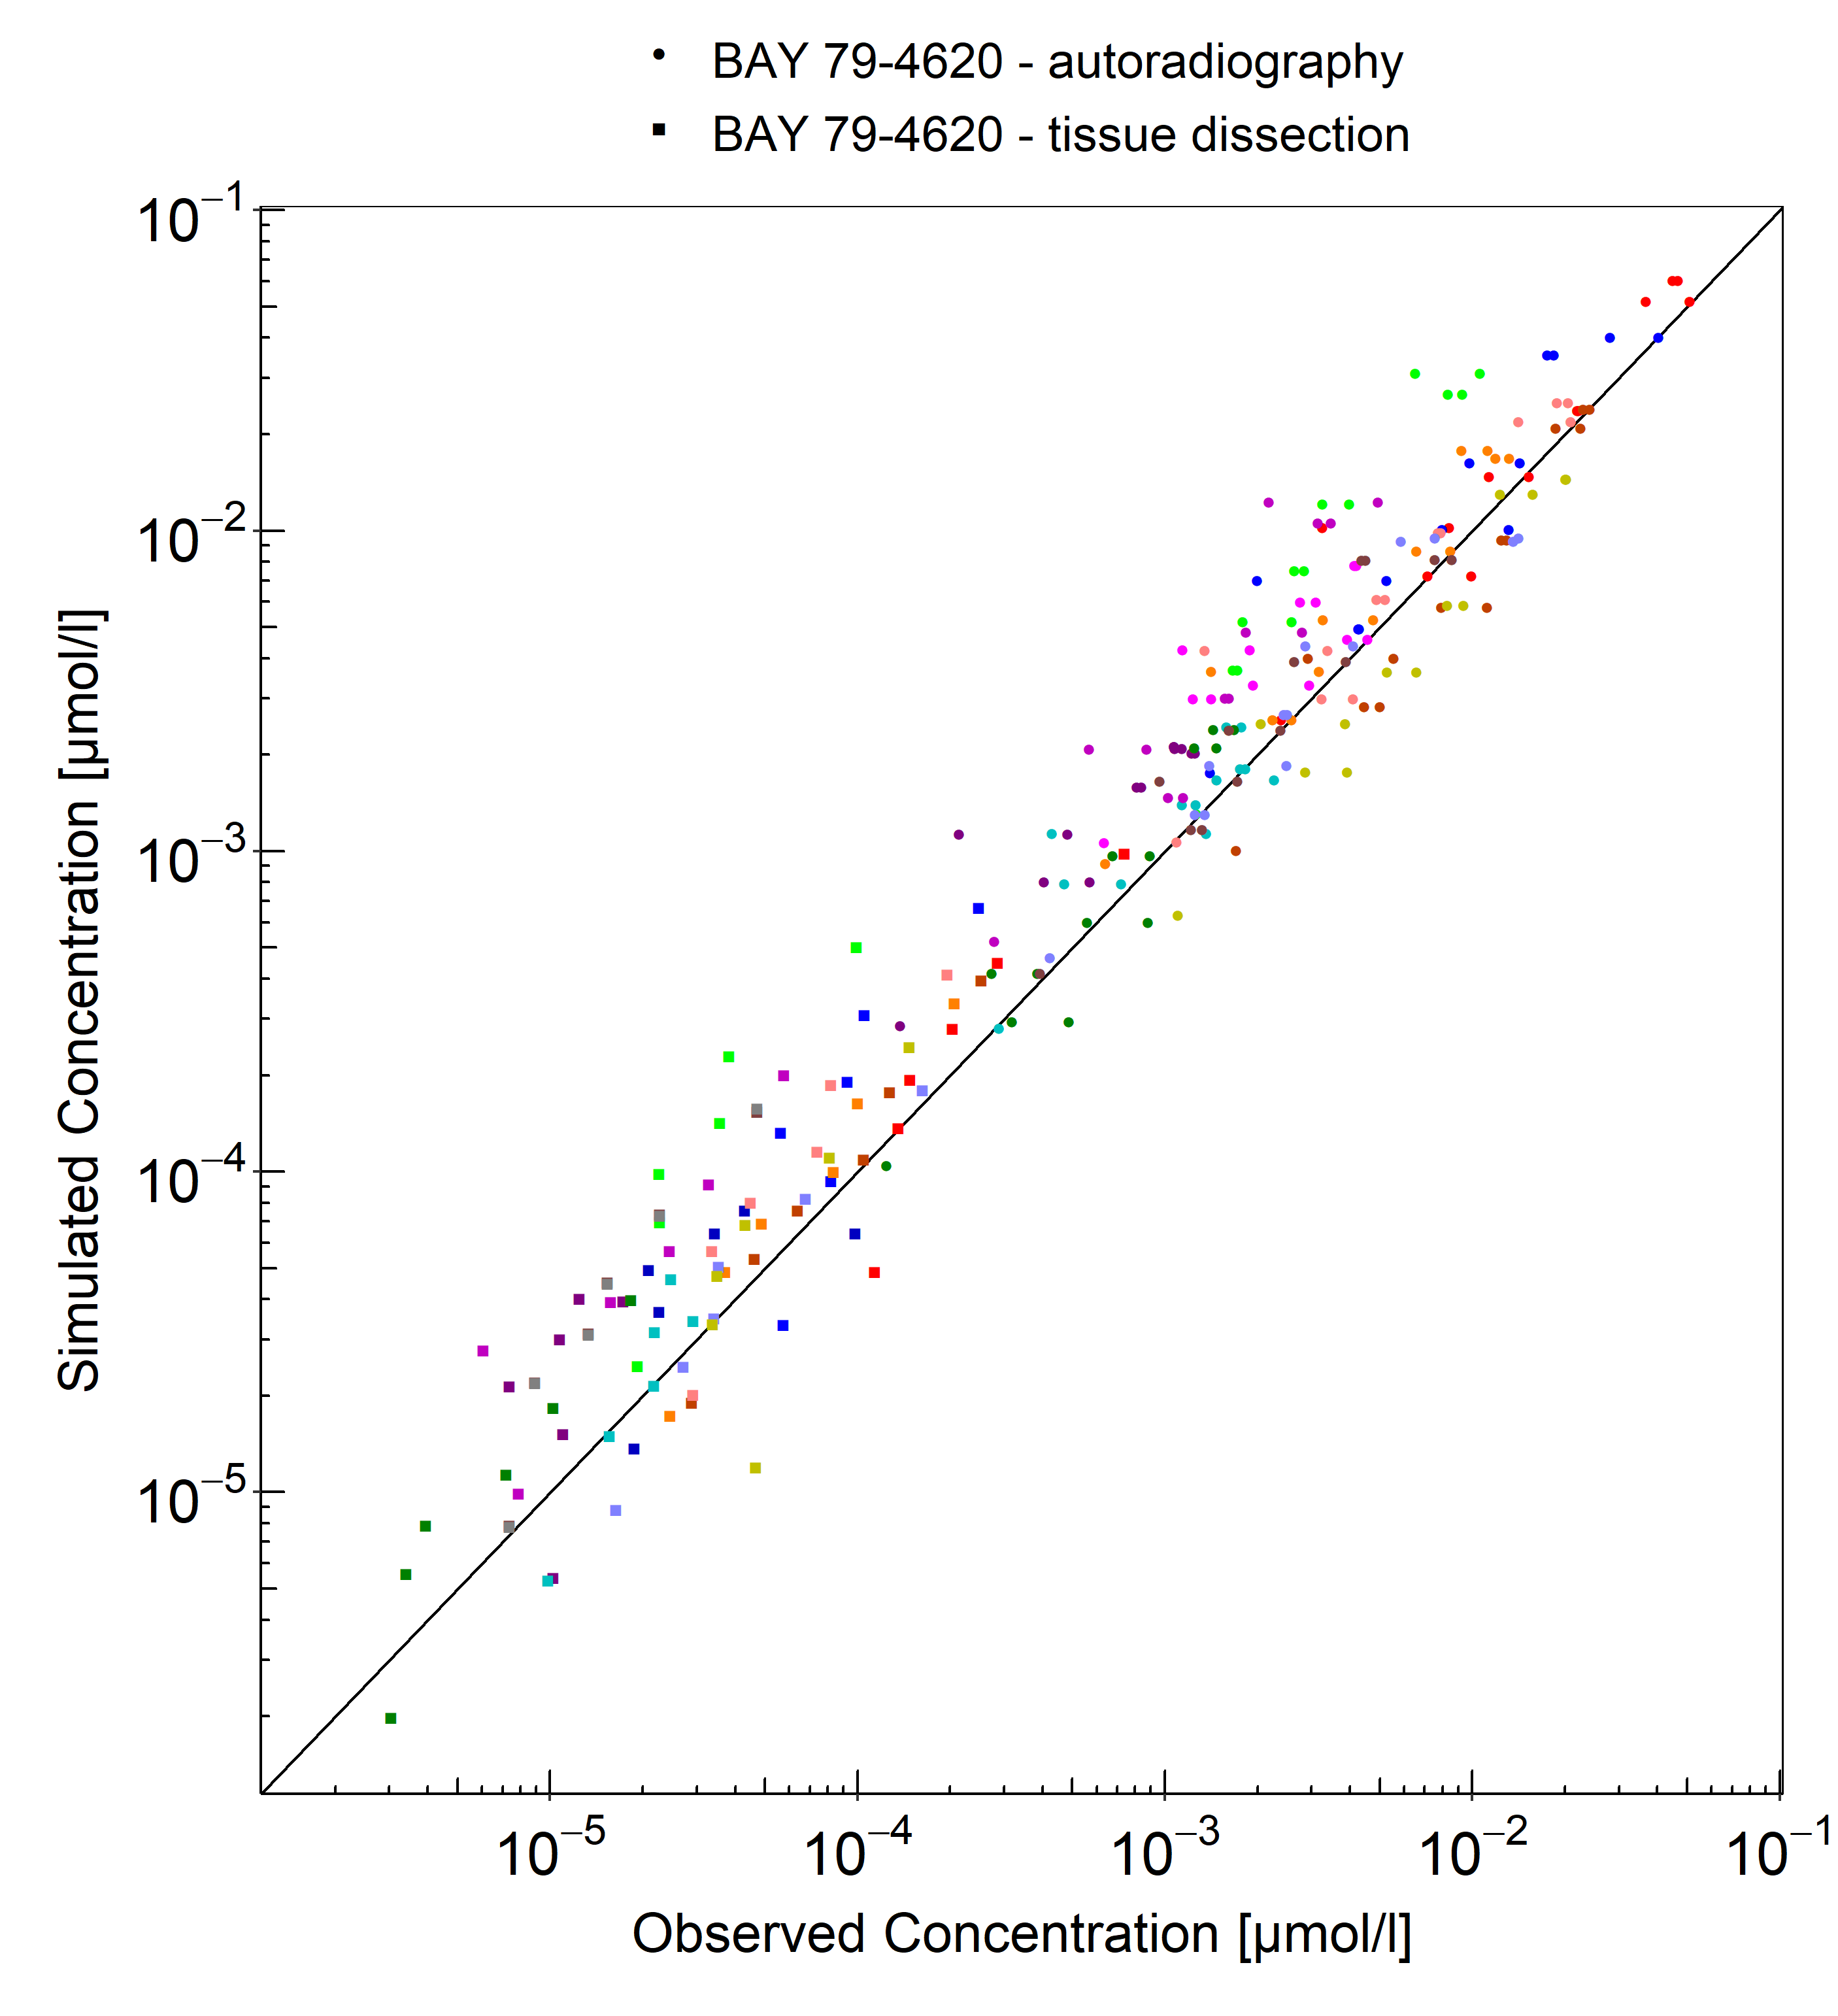 BAY 79-4620 - autoradiography
BAY 79-4620 - tissue dissection
10⁻¹
10⁻²
10⁻³
10⁻⁴
10⁻⁵
Simulated Concentration [µmol/l]
10⁻⁵ 10⁻⁴ 10⁻³ 10⁻² 10⁻¹
Observed Concentration [µmol/l]